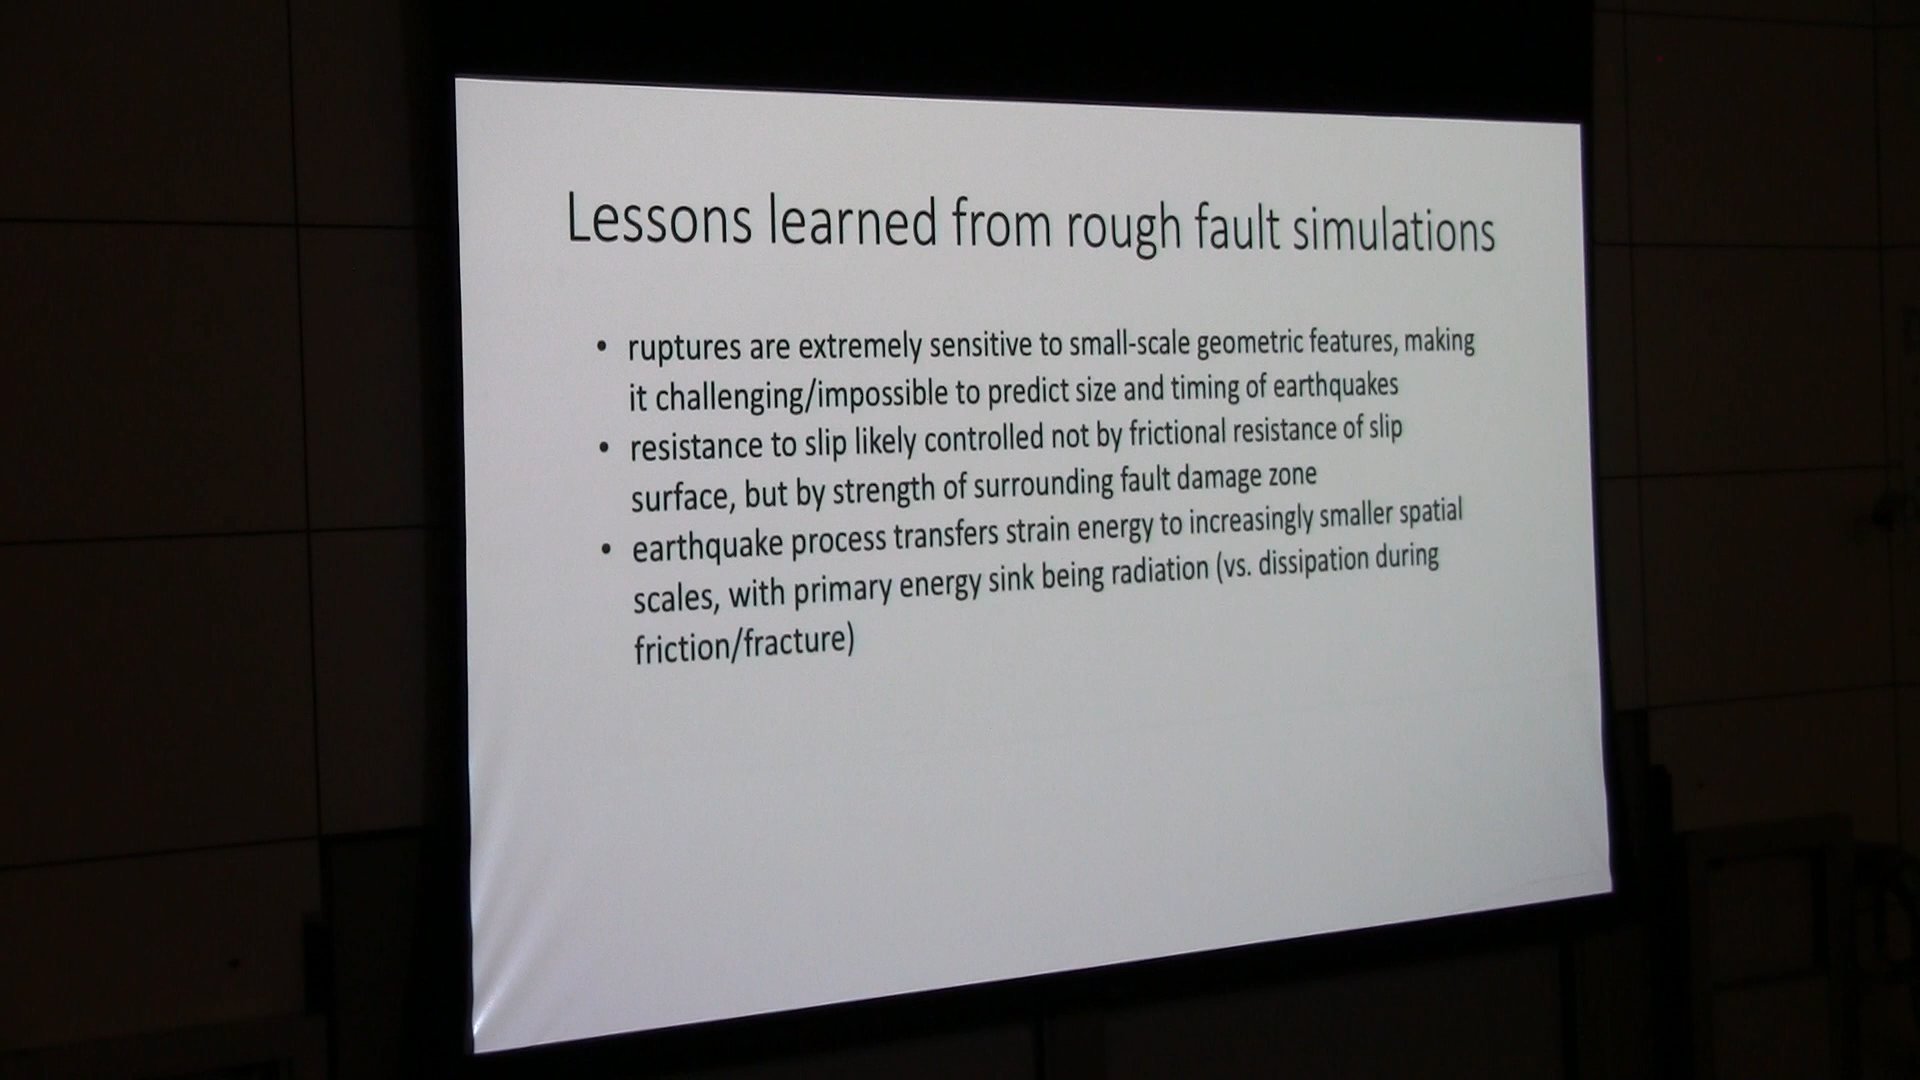 Lessons learned from rough fault simulations
• ruptures are extremely sensitive to small-scale geometric features, making
it challenging/impossible to predict size and timing of earthquakes
• resistance to slip likely controlled not by frictional resistance of slip
surface, but by strength of surrounding fault damage zone
• earthquake process transfers strain energy to increasingly smaller spatial
scales, with primary energy sink being radiation (vs. dissipation during
friction/fracture)